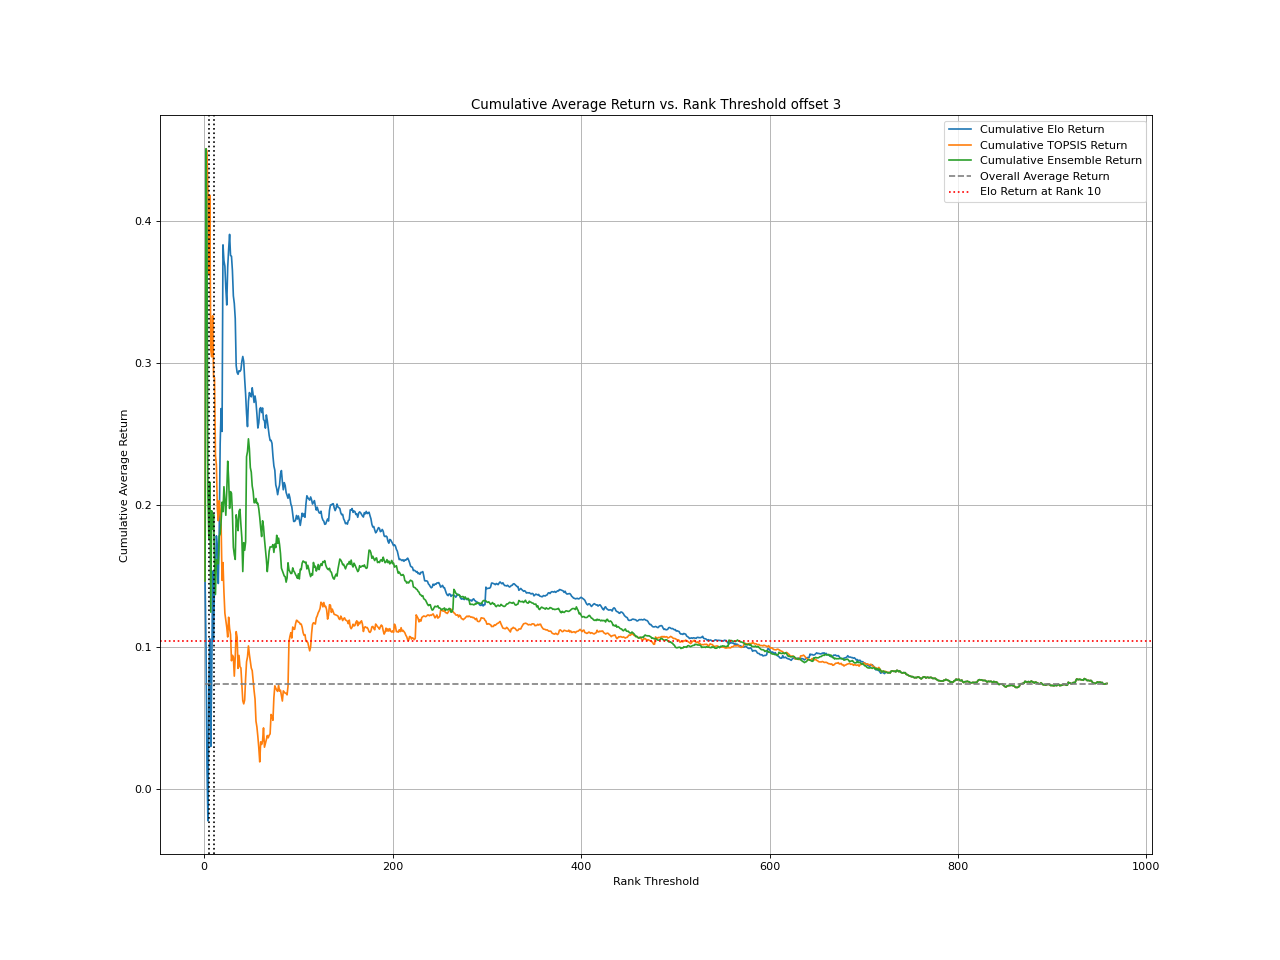 Cumulative Average Return vs. Rank Threshold offset 3
Cumulative Elo Return
Cumulative TOPSIS Return
Cumulative Ensemble Return
Overall Average Return
Elo Return at Rank 10
Cumulative Average Return
0.4
0.3
0.2
0.1
0.0
0 200 400 600 800 1000
Rank Threshold